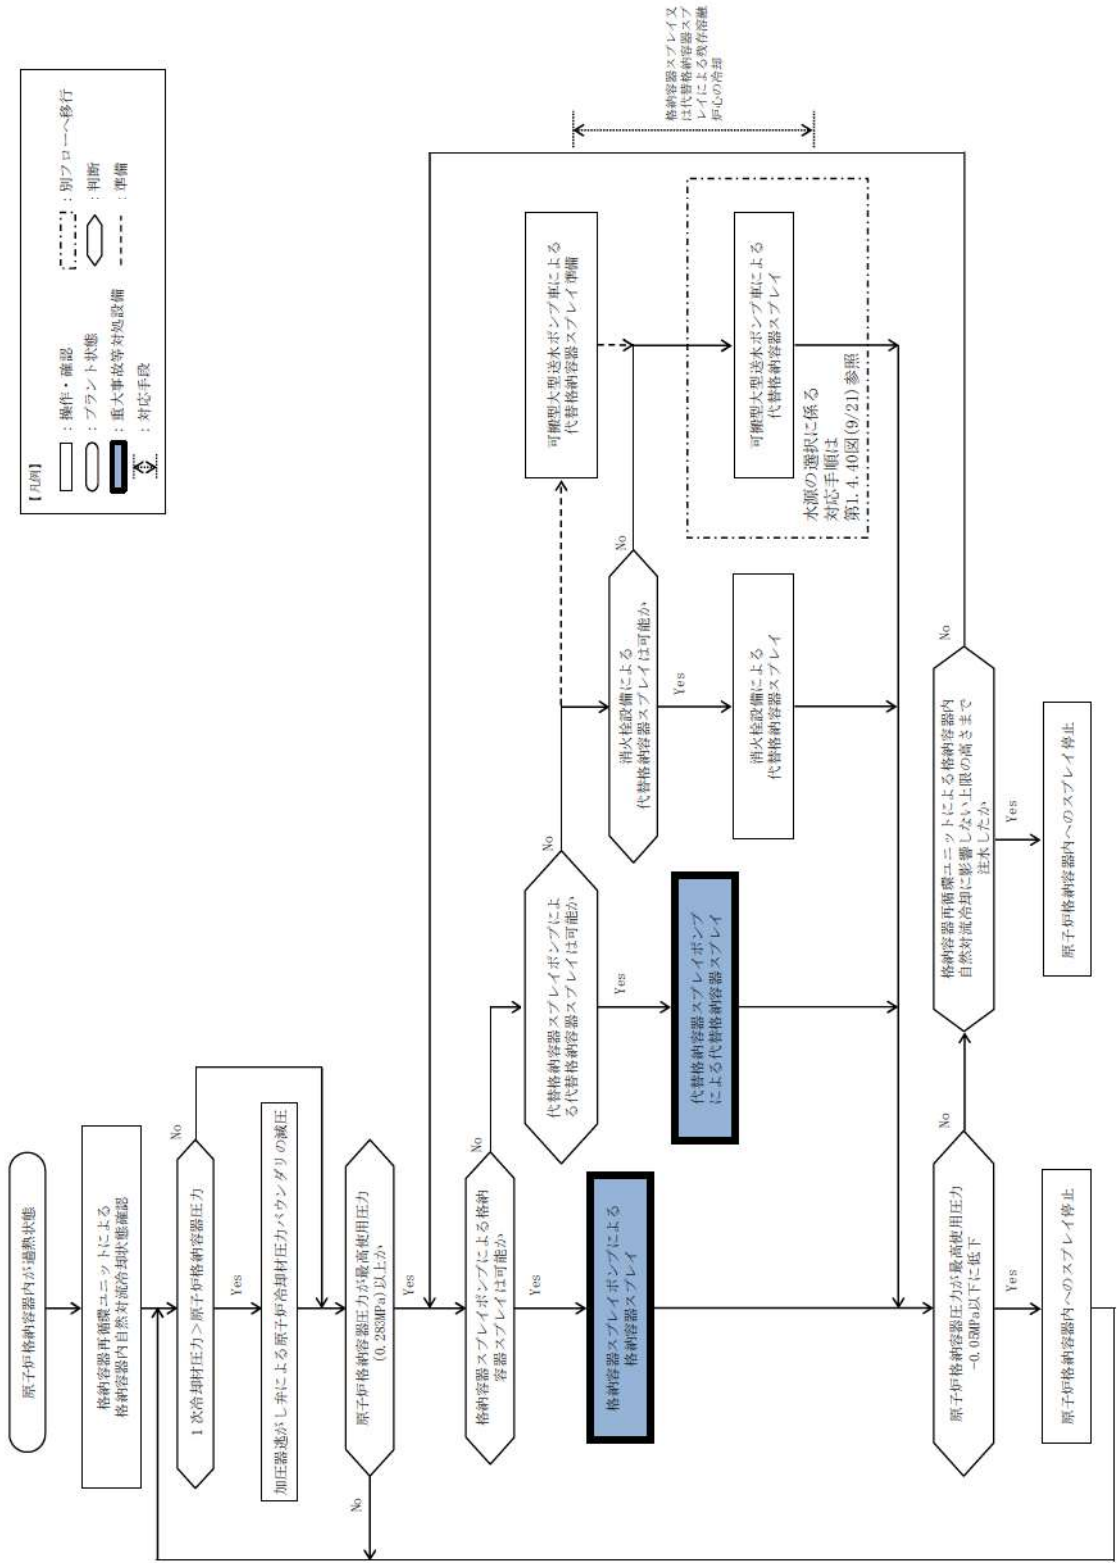 【凡例】
：操作・確認
：プラント状態
：重大事故等対処設備
：対応手段
：別フローへ移行
：判断
：準備
原子炉格納容器内が過熱状態
格納容器再循環ユニットによる
格納容器内自然対流冷却状態確認
1次冷却材圧力＞原子炉格納容器圧力
No
Yes
加圧器逃がし弁による原子炉冷却材圧力バウンダリの減圧
原子炉格納容器圧力が最高使用圧力
(0.283MPa)以上か
No
Yes
格納容器スプレイポンプによる格納
容器スプレイは可能か
No
Yes
格納容器スプレイポンプによる
格納容器スプレイ
代替格納容器スプレイポンプによ
る代替格納容器スプレイは可能か
No
Yes
代替格納容器スプレイポンプ
による代替格納容器スプレイ
消火栓設備による
代替格納容器スプレイは可能か
No
Yes
消火栓設備による
代替格納容器スプレイ
可搬型大型送水ポンプ車による
代替格納容器スプレイ準備
可搬型大型送水ポンプ車による
代替格納容器スプレイ
水源の選択に係る
対応手順は
第1.4.40図(9/21)参照
格納容器スプレイ又
は代替格納容器スプ
レイによる残存溶融
炉心の冷却
原子炉格納容器圧力が最高使用圧力
-0.05MPa以下に低下
No
Yes
原子炉格納容器内へのスプレイ停止
格納容器再循環ユニットによる格納容器内
自然対流冷却に影響しない上限の高さまで
注水したか
No
Yes
原子炉格納容器内へのスプレイ停止